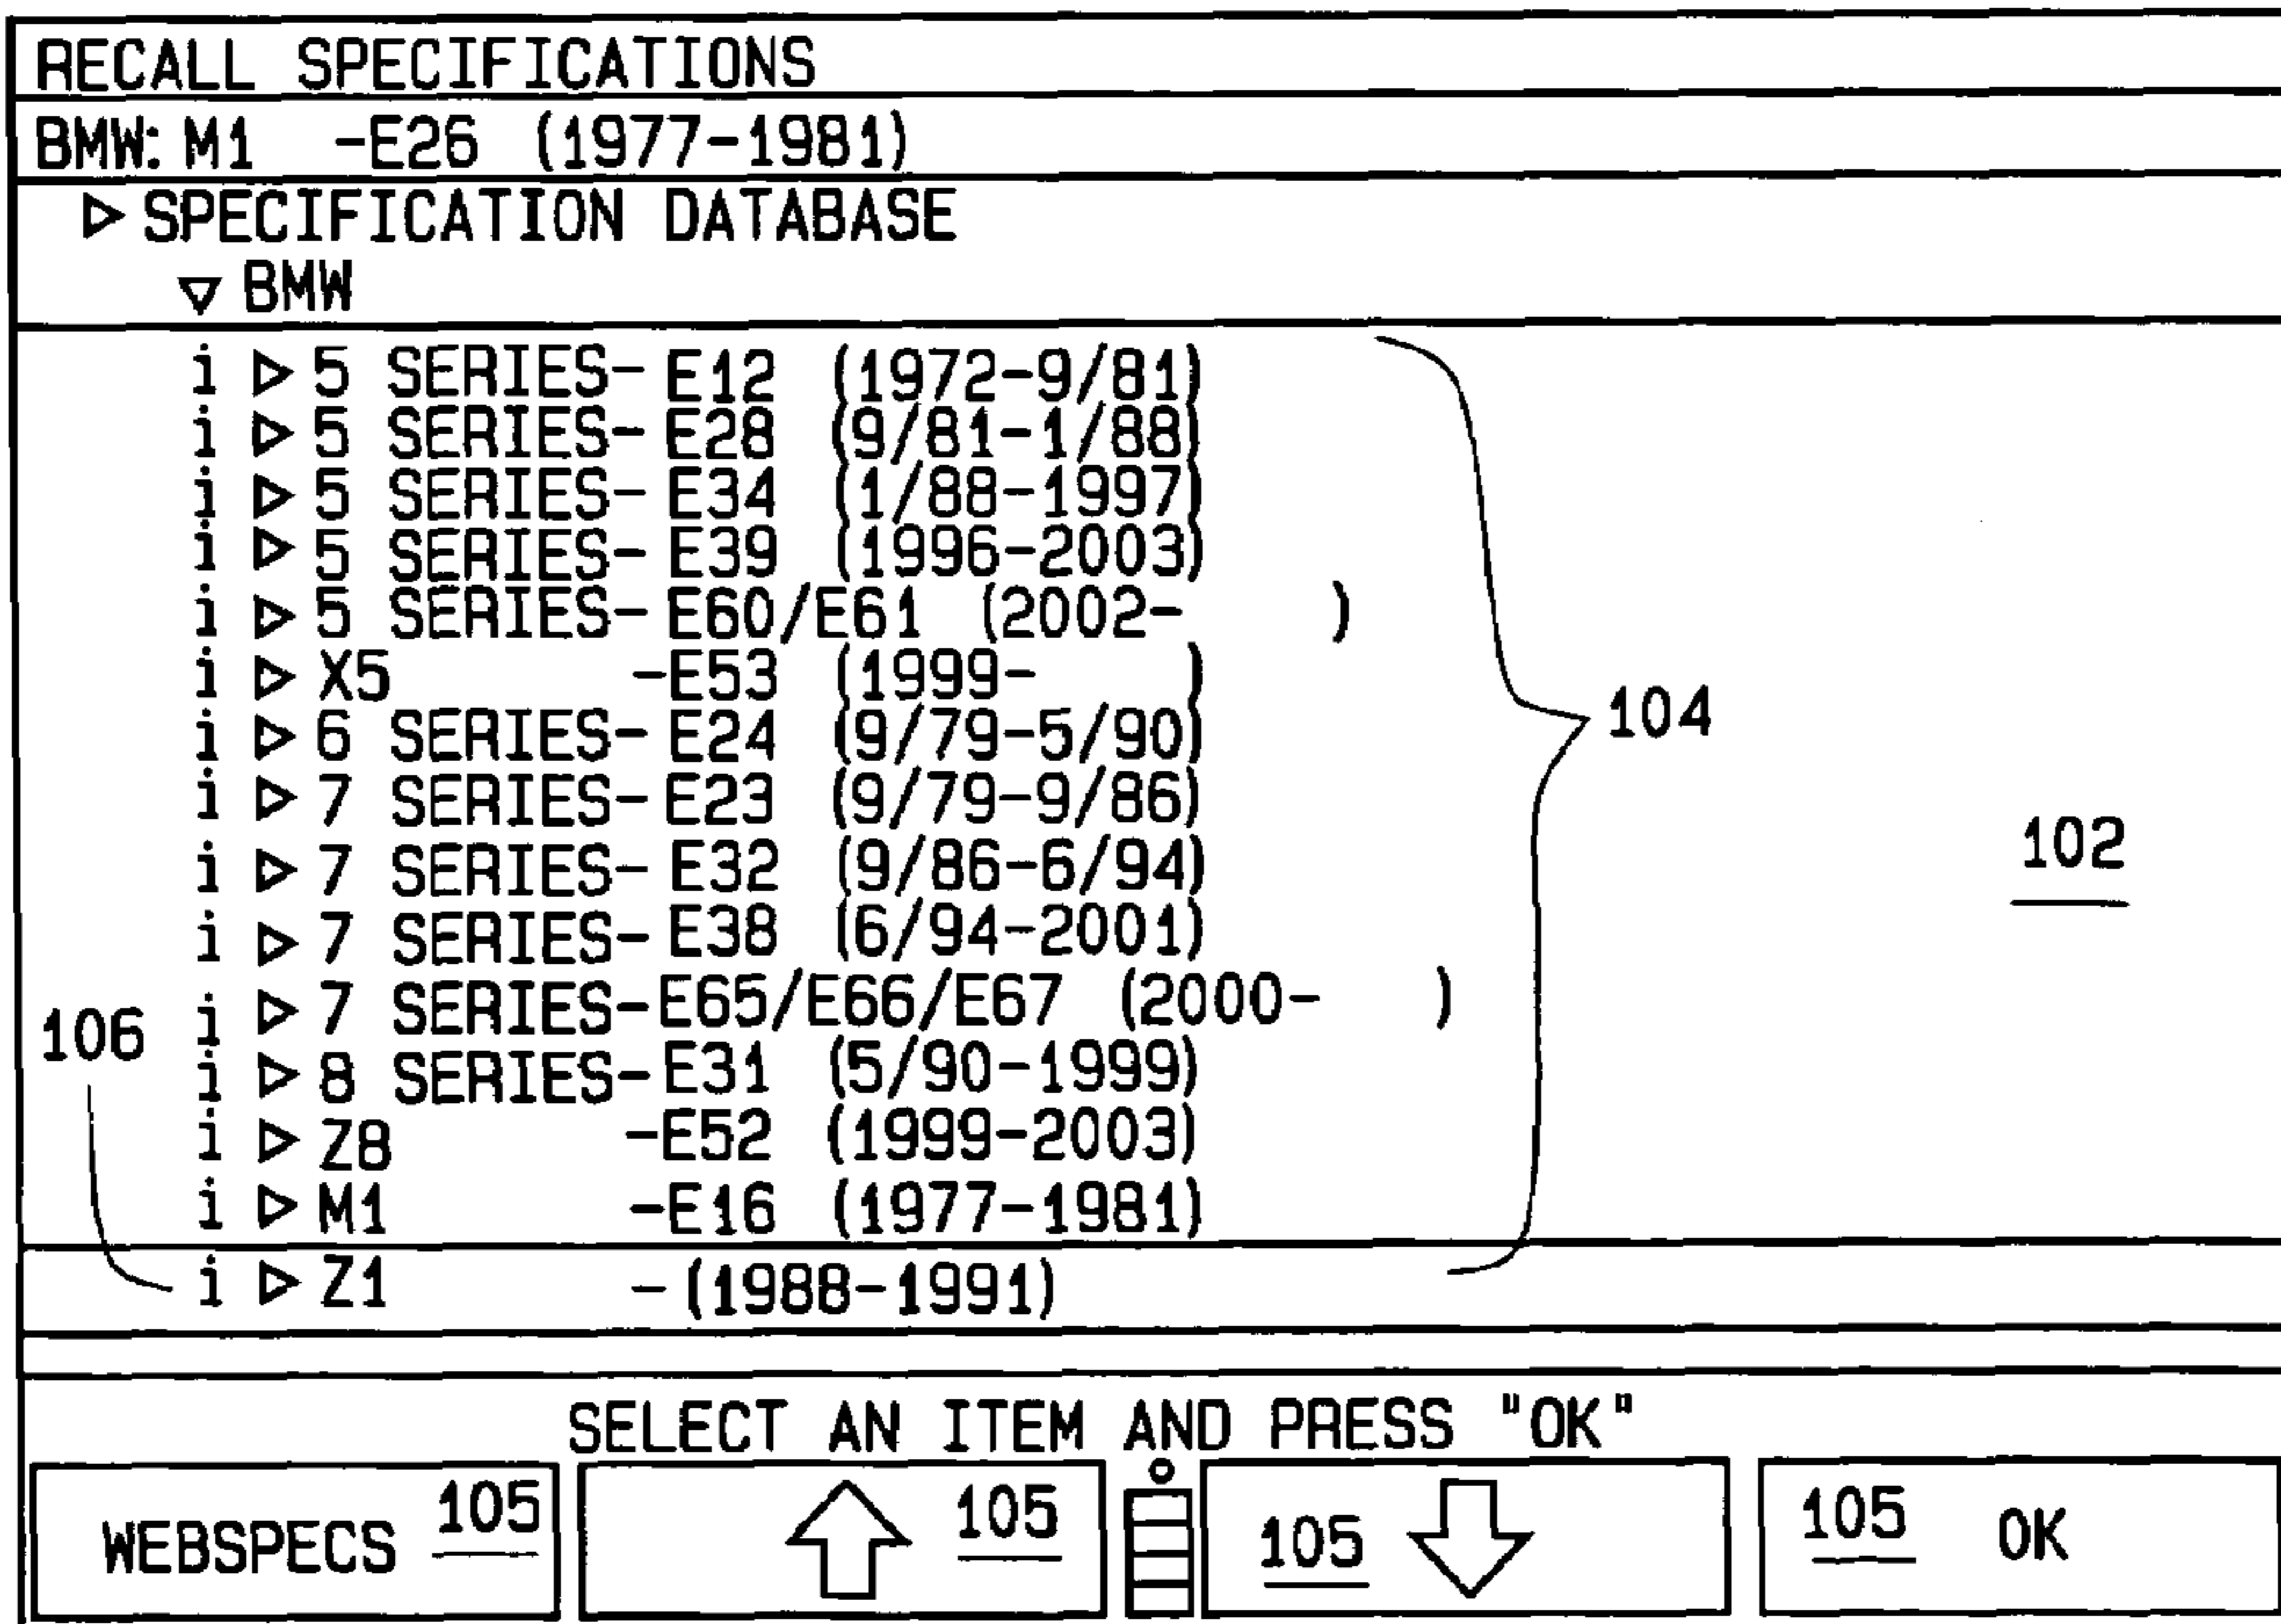 RECALL SPECIFICATIONS
BMW: M1 -E26 (1977-1981)
▷ SPECIFICATION DATABASE
▽ BMW
i ▷ 5 SERIES- E12 (1972-9/81)
i ▷ 5 SERIES- E28 (9/81-1/88)
i ▷ 5 SERIES- E34 (1/88-1997)
i ▷ 5 SERIES- E39 (1996-2003)
i ▷ 5 SERIES- E60/E61 (2002- )
i ▷ X5 -E53 (1999- )
i ▷ 6 SERIES- E24 (9/79-5/90)
104
i ▷ 7 SERIES- E23 (9/79-9/86)
i ▷ 7 SERIES- E32 (9/86-6/94)
102
i ▷ 7 SERIES- E38 (6/94-2001)
i ▷ 7 SERIES-E65/E66/E67 (2000- )
106
i ▷ 8 SERIES-E31 (5/90-1999)
i ▷ Z8 -E52 (1999-2003)
i ▷ M1 -E16 (1977-1981)
i ▷ Z1 - (1988-1991)
SELECT AN ITEM AND PRESS "OK"
WEBSPECS 105 105 105 105 OK